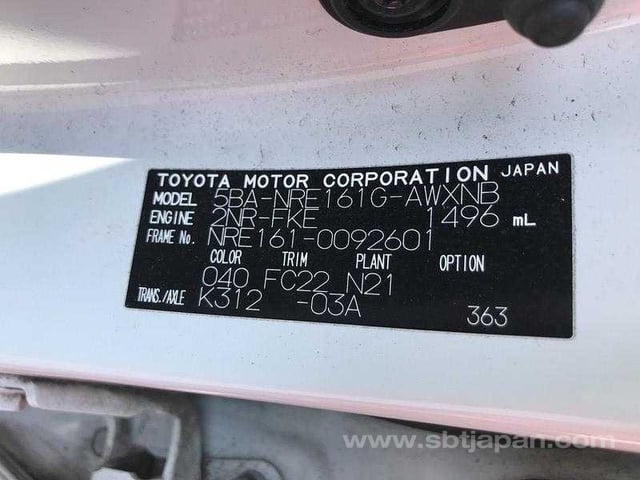 TOYOTA MOTOR CORPORATION JAPAN
MODEL 5BA-NRE161G-AWXNB
ENGINE 2NR-FKE 1496 mL
FRAME No. NRE161-0092601
COLOR TRIM PLANT OPTION
040 FC22 N21
TRANS./AXLE K312 -03A
363
www.sbtjapan.com